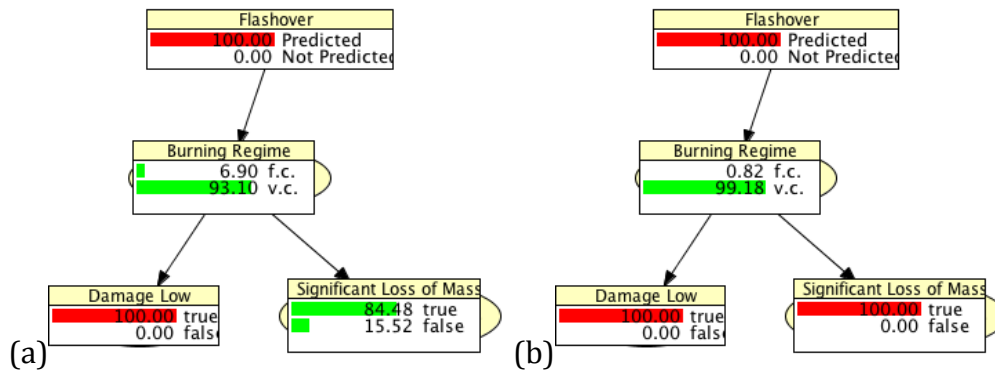 Flashover
100.00 Predicted
0.00 Not Predicted
Burning Regime
6.90 f.c.
93.10 v.c.
Damage Low
100.00 true
0.00 false
Significant Loss of Mass
84.48 true
15.52 false
(a)
Flashover
100.00 Predicted
0.00 Not Predicted
Burning Regime
0.82 f.c.
99.18 v.c.
Damage Low
100.00 true
0.00 false
Significant Loss of Mass
100.00 true
0.00 false
(b)